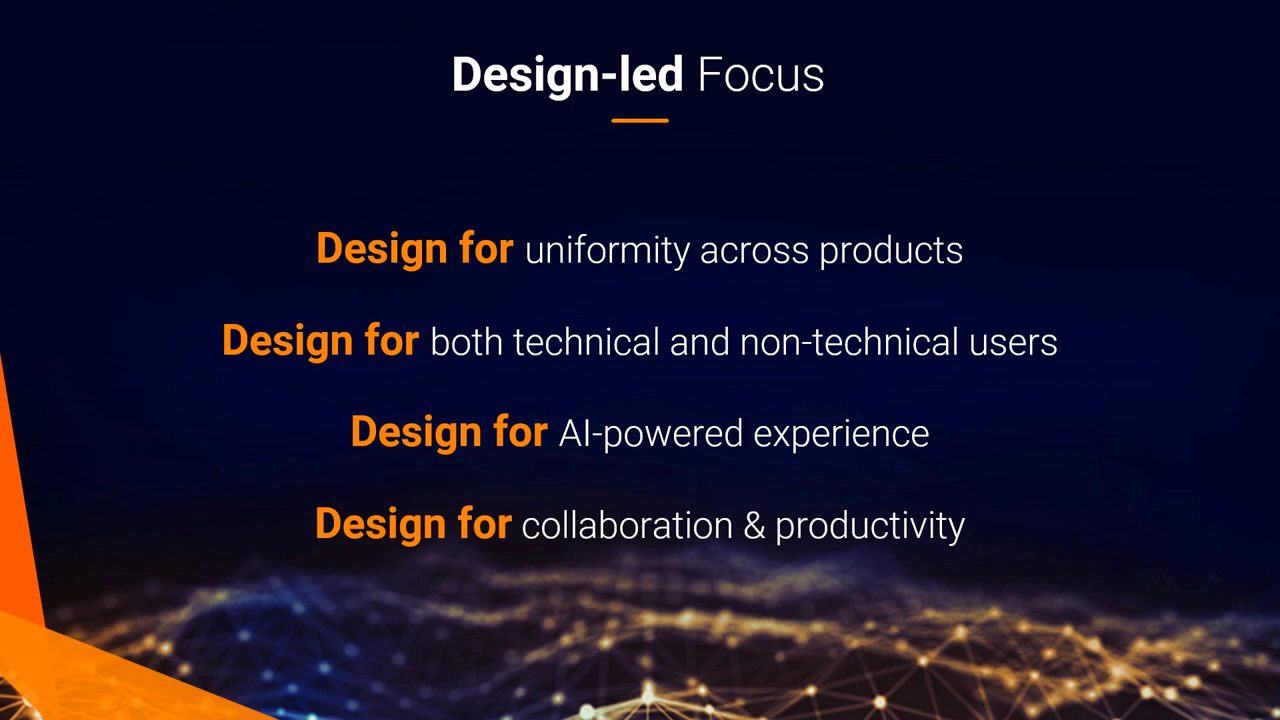 Design-led Focus
Design for uniformity across products
Design for both technical and non-technical users
Design for AI-powered experience
Design for collaboration & productivity